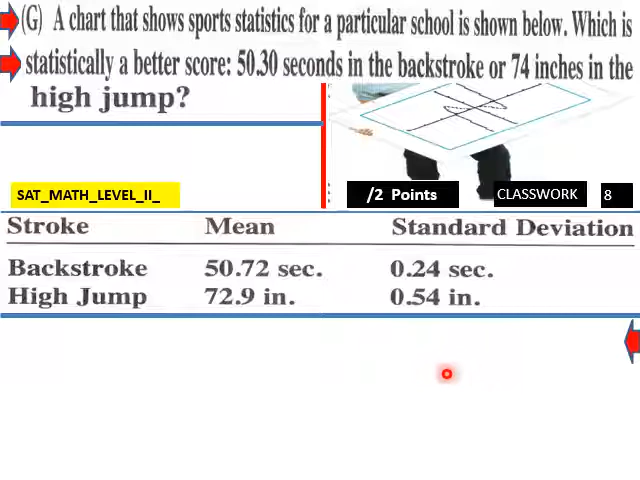 (G) A chart that shows sports statistics for a particular school is shown below. Which is
statistically a better score: 50.30 seconds in the backstroke or 74 inches in the
high jump?
SAT_MATH_LEVEL_II_
/2 Points
CLASSWORK
8
Stroke Mean Standard Deviation
Backstroke 50.72 sec. 0.24 sec.
High Jump 72.9 in. 0.54 in.